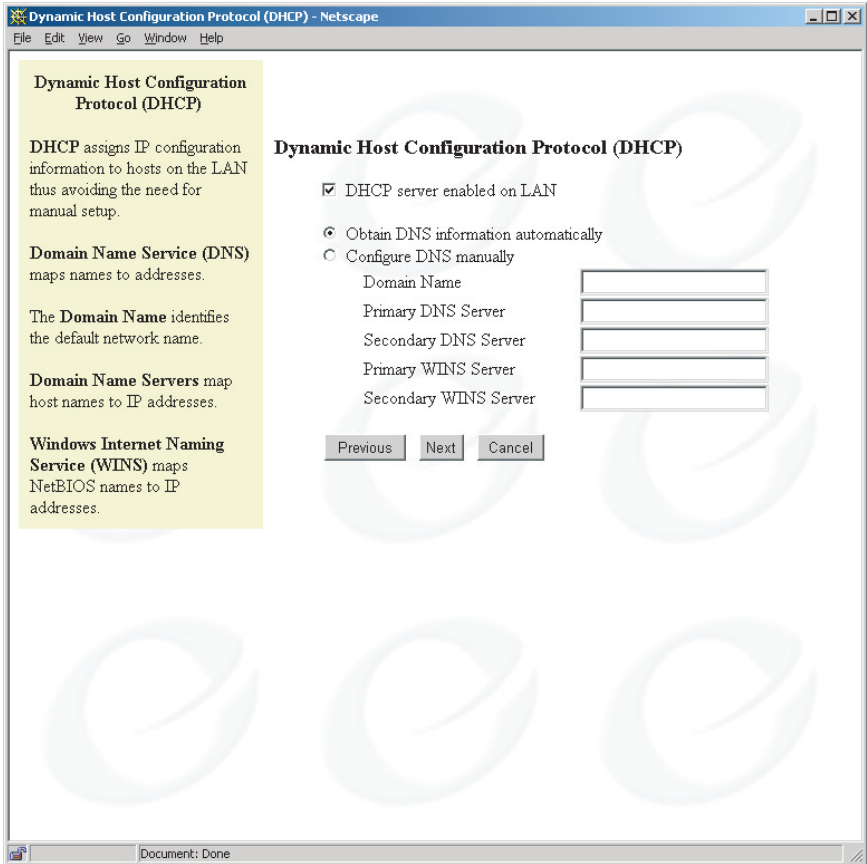 Dynamic Host Configuration Protocol (DHCP) - Netscape
File Edit View Go Window Help
Dynamic Host Configuration
Protocol (DHCP)
DHCP assigns IP configuration
information to hosts on the LAN
thus avoiding the need for
manual setup.
Domain Name Service (DNS)
maps names to addresses.
The Domain Name identifies
the default network name.
Domain Name Servers map
host names to IP addresses.
Windows Internet Naming
Service (WINS) maps
NetBIOS names to IP
addresses.
Dynamic Host Configuration Protocol (DHCP)
DHCP server enabled on LAN
Obtain DNS information automatically
Configure DNS manually
Domain Name
Primary DNS Server
Secondary DNS Server
Primary WINS Server
Secondary WINS Server
Previous Next Cancel
Document: Done